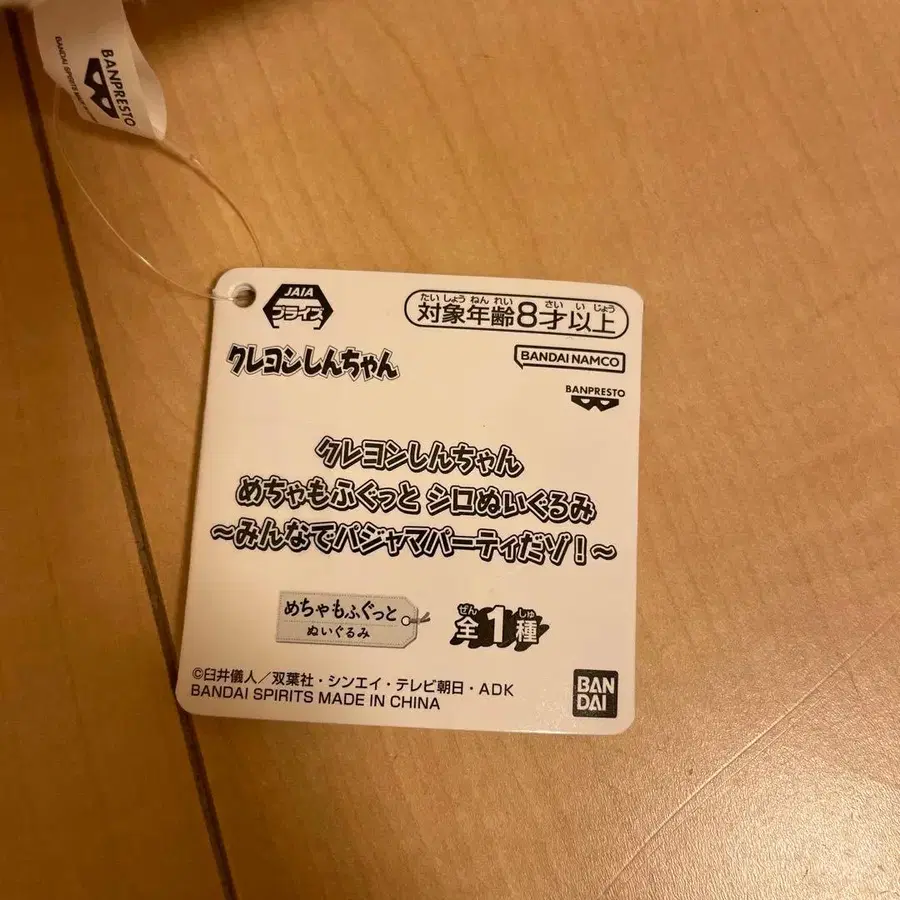 BANPRESTO
JAIA
プライズ
対象年齢8才以上
たいしょうねんれい さいいじょう
クレヨンしんちゃん
BANDAI NAMCO
BANPRESTO
クレヨンしんちゃん
めちゃもふぐっと シロぬいぐるみ
~みんなでパジャマパーティだゾ!~
めちゃもふぐっと
ぬいぐるみ
ぜん しゅ
全1種
©臼井儀人/双葉社・シンエイ・テレビ朝日・ADK
BANDAI SPIRITS MADE IN CHINA
BAN
DAI